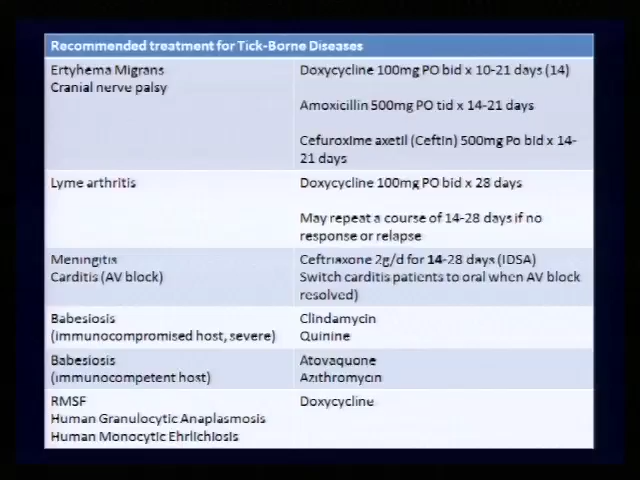 Recommended treatment for Tick-Borne Diseases
Ertyhema Migrans
Cranial nerve palsy
Doxycycline 100mg PO bid x 10-21 days (14)
Amoxicillin 500mg PO tid x 14-21 days
Cefuroxime axetil (Ceftin) 500mg Po bid x 14-
21 days
Lyme arthritis
Doxycycline 100mg PO bid x 28 days
May repeat a course of 14-28 days if no
response or relapse
Meningitis
Carditis (AV block)
Ceftriaxone 2g/d for 14-28 days (IDSA)
Switch carditis patients to oral when AV block
resolved)
Babesiosis
(immunocompromised host, severe)
Clindamycin
Quinine
Babesiosis
(immunocompetent host)
Atovaquone
Azithromycin
RMSF
Human Granulocytic Anaplasmosis
Human Monocytic Ehrlichiosis
Doxycycline